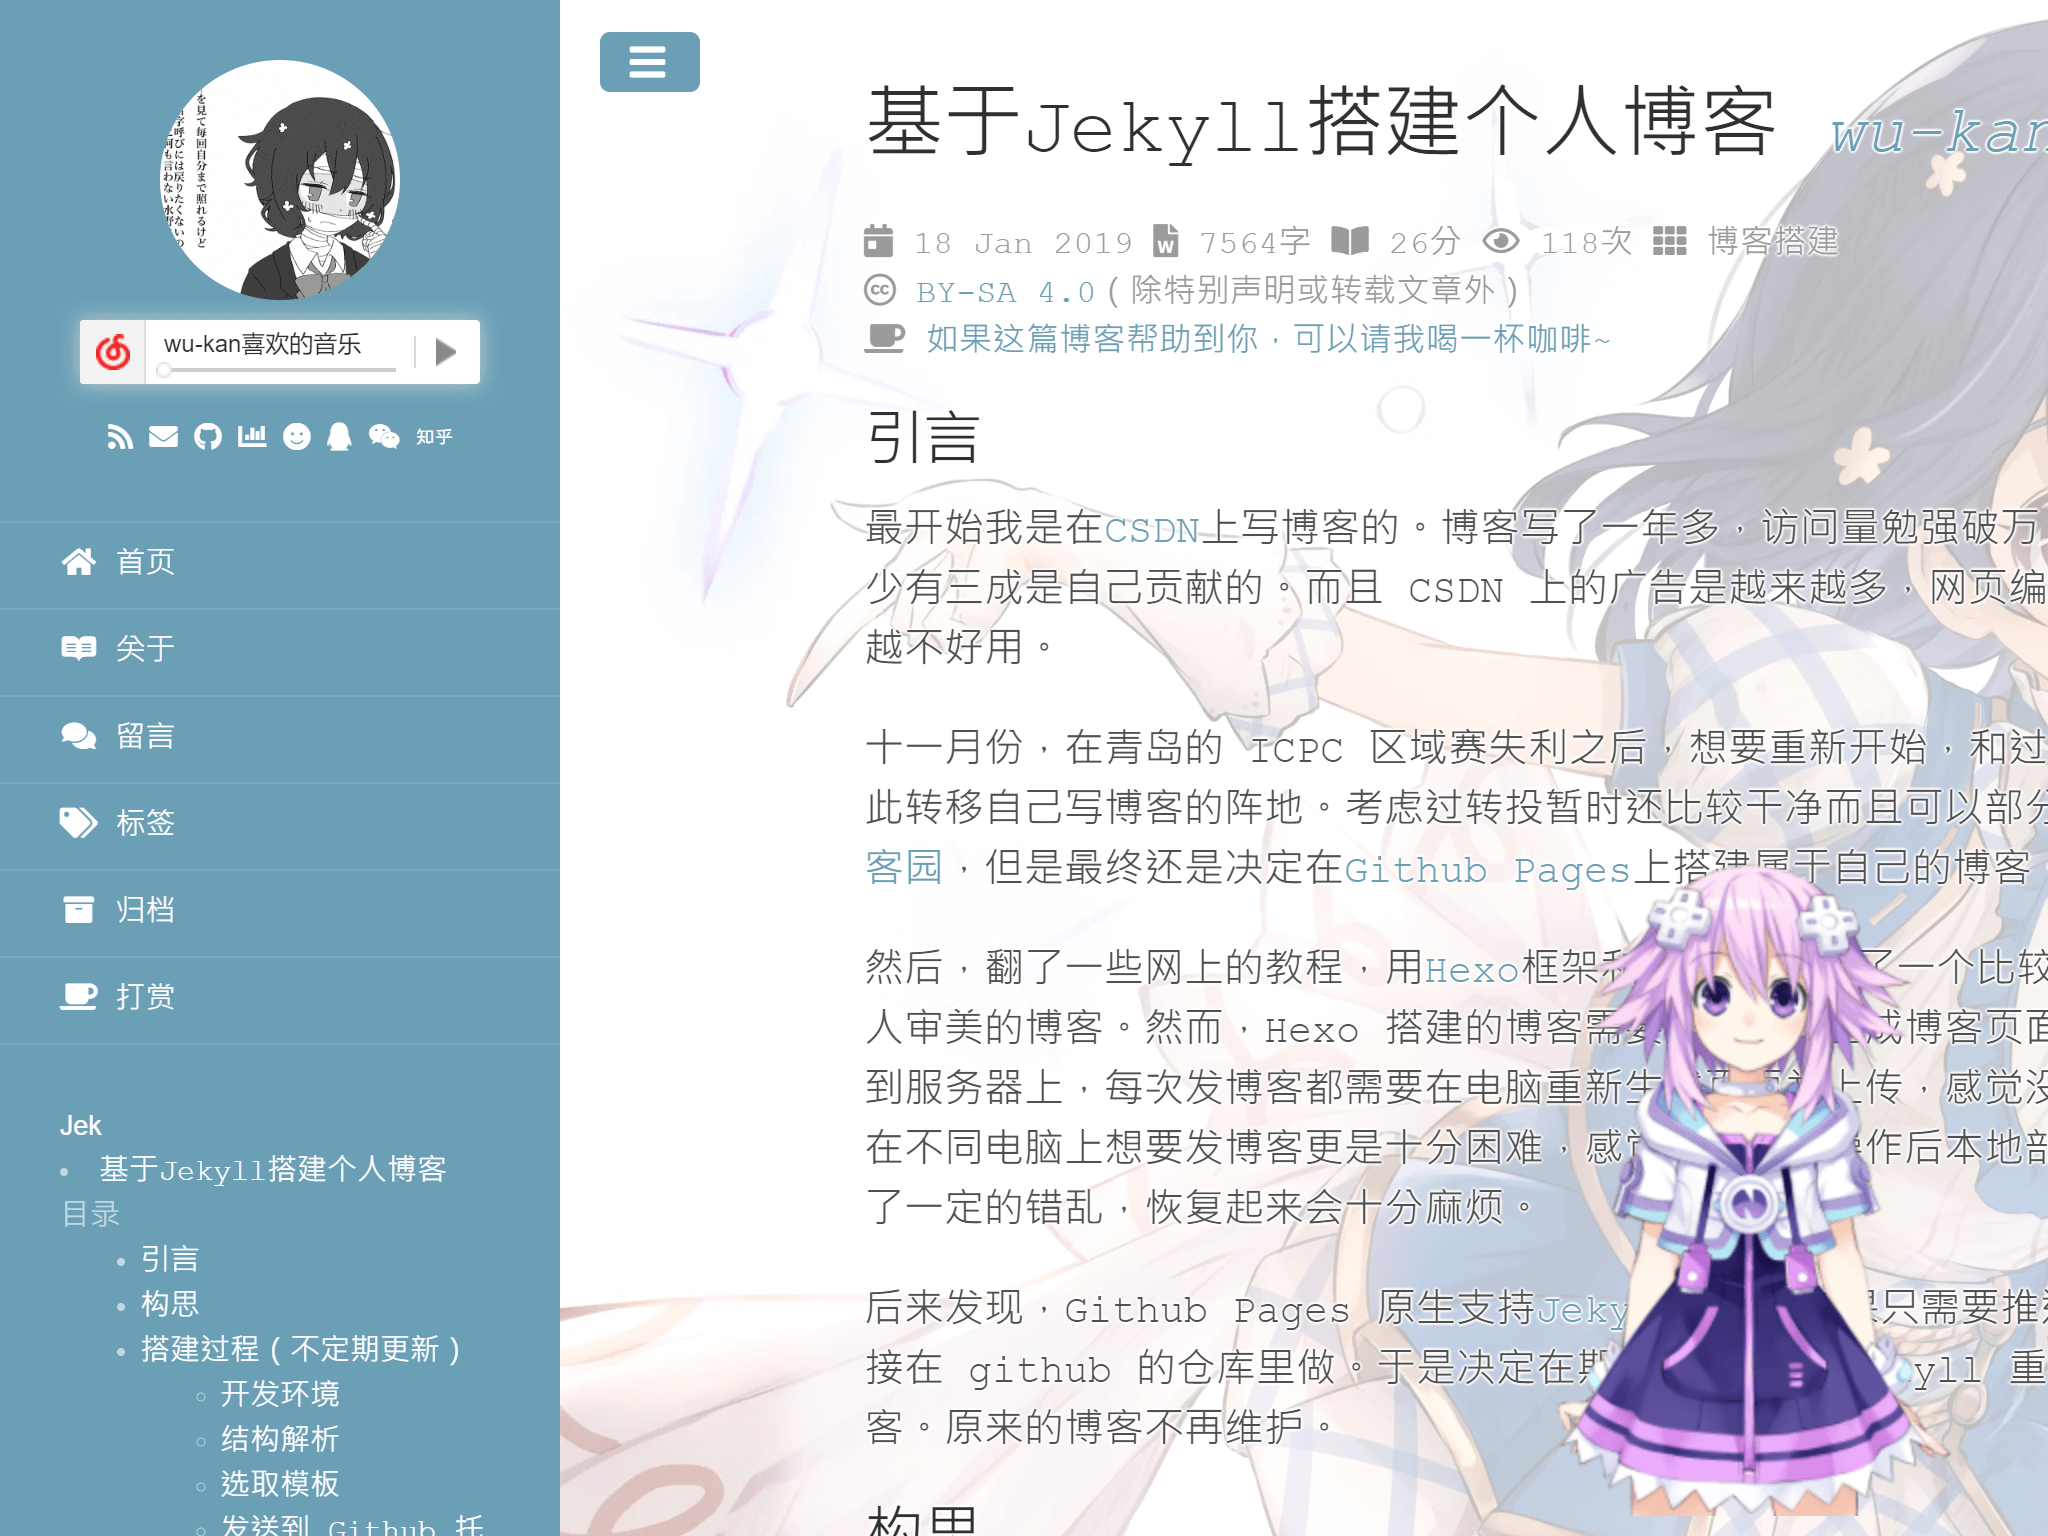 wu-kan喜欢的音乐
知乎
首页
关于
留言
标签
归档
打赏
Jek
基于Jekyll搭建个人博客
目录
引言
构思
搭建过程（不定期更新）
开发环境
结构解析
选取模板
发送到 Github 托
基于Jekyll搭建个人博客 wu-kan
18 Jan 2019 7564字 26分 118次 博客搭建
BY-SA 4.0（除特别声明或转载文章外）
如果这篇博客帮助到你，可以请我喝一杯咖啡~
引言
最开始我是在CSDN上写博客的。博客写了一年多，访问量勉强破万
少有三成是自己贡献的。而且 CSDN 上的广告是越来越多，网页编
越不好用。
十一月份，在青岛的 ICPC 区域赛失利之后，想要重新开始，和过
此转移自己写博客的阵地。考虑过转投暂时还比较干净而且可以部分
客园，但是最终还是决定在Github Pages上搭建属于自己的博客
然后，翻了一些网上的教程，用Hexo框架 了一个比较
人审美的博客。然而，Hexo 搭建的博客需要 成博客页面
到服务器上，每次发博客都需要在电脑重新生 上传，感觉没
在不同电脑上想要发博客更是十分困难，感觉 操作后本地部
了一定的错乱，恢复起来会十分麻烦。
后来发现，Github Pages 原生支持Jeky 只需要推送
接在 github 的仓库里做。于是决定在期 yll 重
客。原来的博客不再维护。
构思